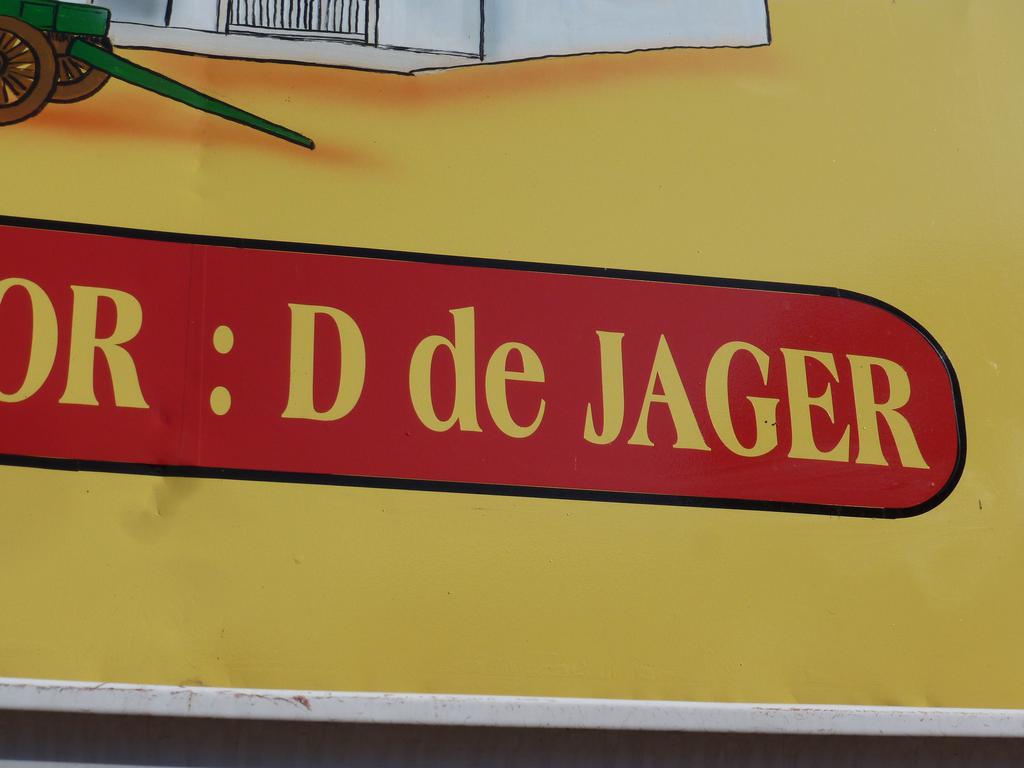 OR : D de JAGER